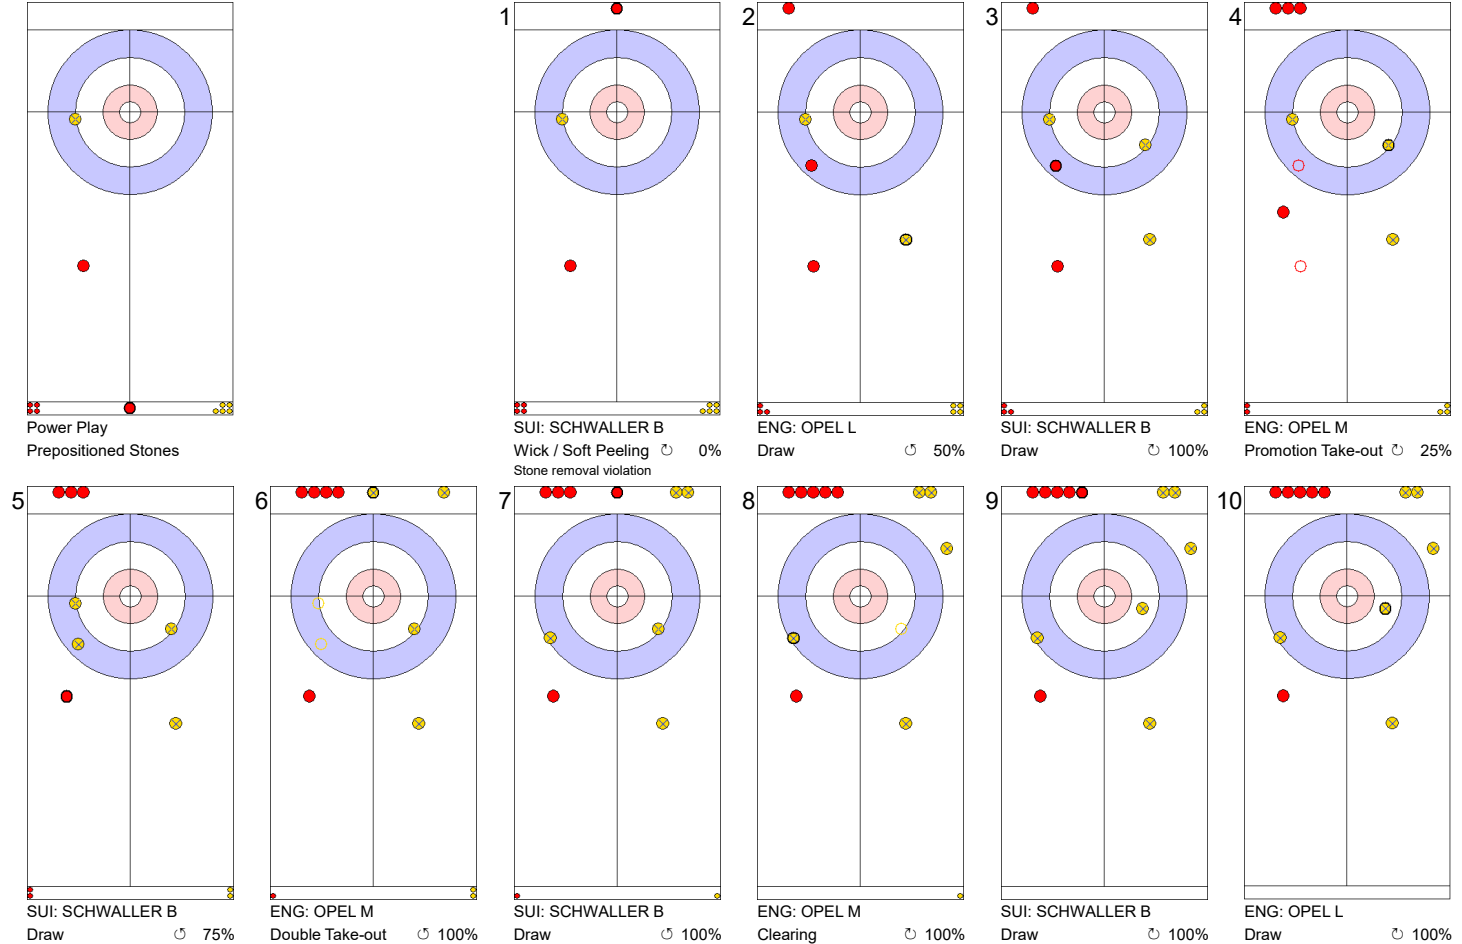 Power Play
Prepositioned Stones
1
SUI: SCHWALLER B
Wick / Soft Peeling ↻ 0%
Stone removal violation
2
ENG: OPEL L
Draw ↺ 50%
3
SUI: SCHWALLER B
Draw ↻ 100%
4
ENG: OPEL M
Promotion Take-out ↻ 25%
5
SUI: SCHWALLER B
Draw ↺ 75%
6
ENG: OPEL M
Double Take-out ↺ 100%
7
SUI: SCHWALLER B
Draw ↺ 100%
8
ENG: OPEL M
Clearing ↻ 100%
9
SUI: SCHWALLER B
Draw ↻ 100%
10
ENG: OPEL L
Draw ↺ 100%